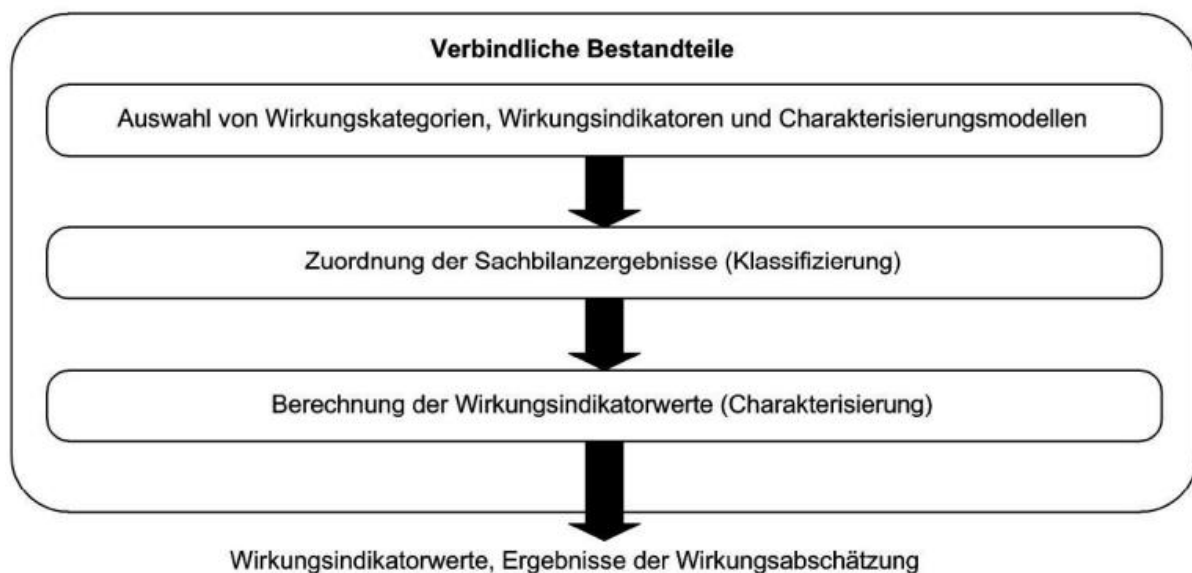 Verbindliche Bestandteile
Auswahl von Wirkungskategorien, Wirkungsindikatoren und Charakterisierungsmodellen
Zuordnung der Sachbilanzergebnisse (Klassifizierung)
Berechnung der Wirkungsindikatorwerte (Charakterisierung)
Wirkungsindikatorwerte, Ergebnisse der Wirkungsabschätzung